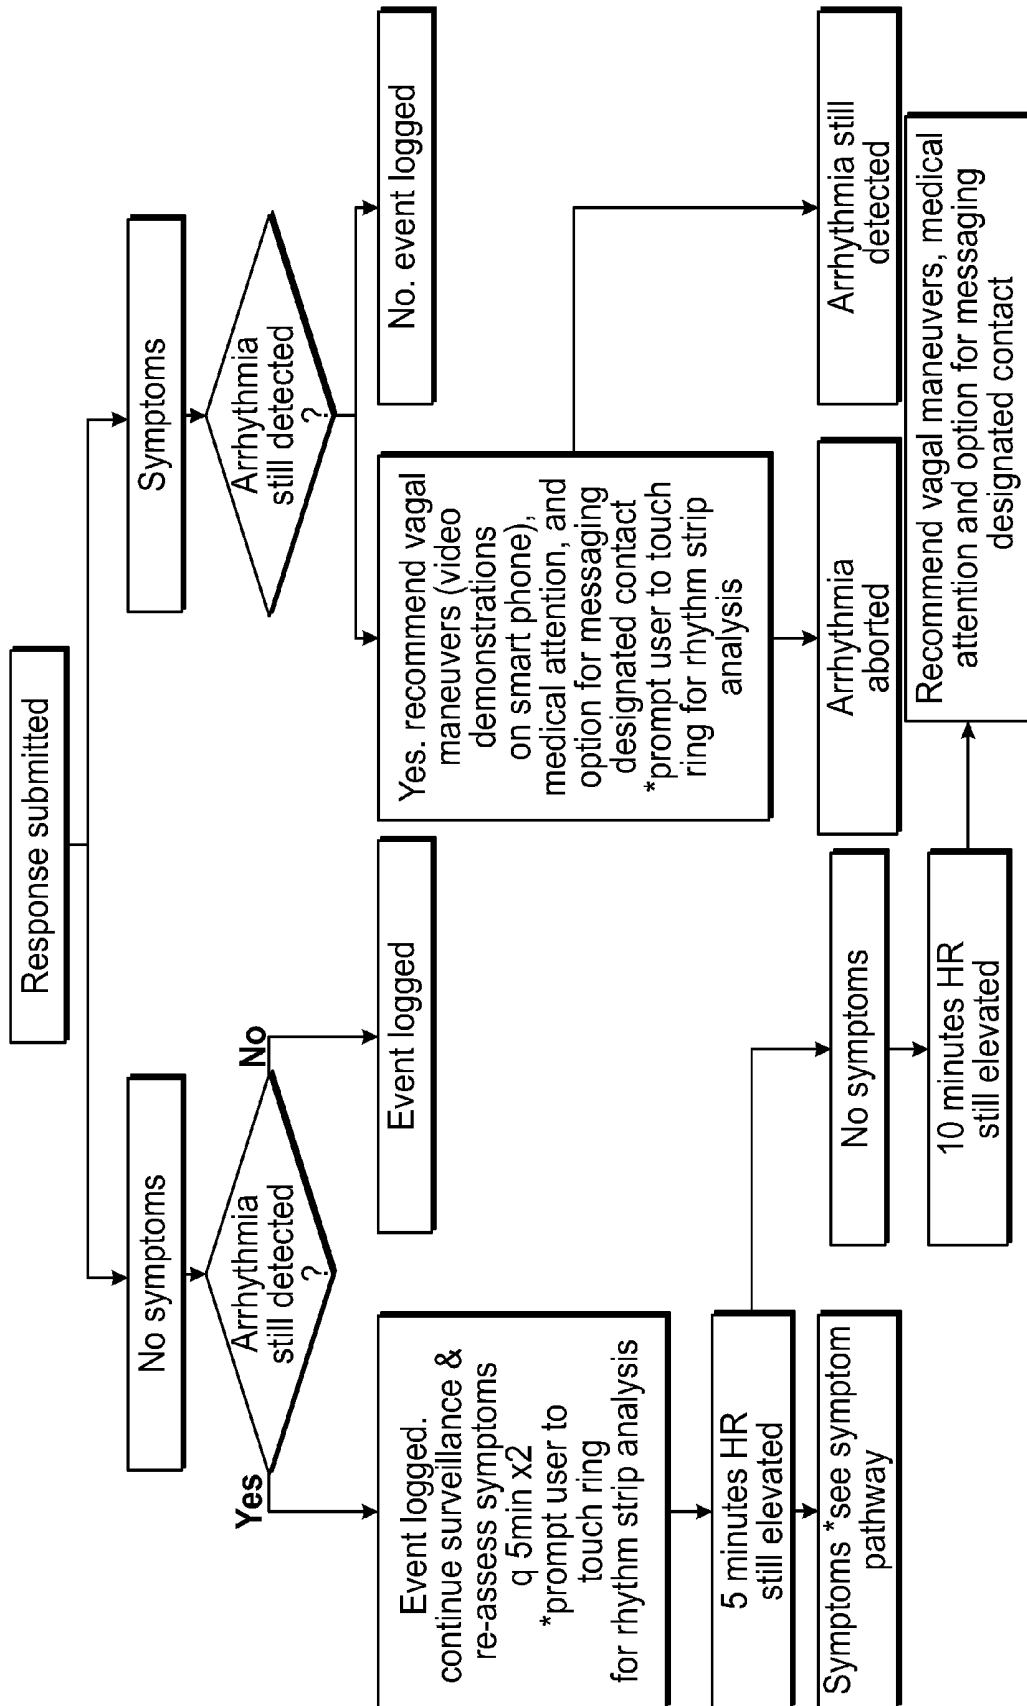 Response submitted
No symptoms
Symptoms
Arrhythmia
still detected
?
Arrhythmia
still detected
?
Yes
No
Event logged.
continue surveillance &
re-assess symptoms
q 5min x2
*prompt user to
touch ring
for rhythm strip analysis
Event logged
Yes. recommend vagal
maneuvers (video
demonstrations
on smart phone),
medical attention, and
option for messaging
designated contact
*prompt user to touch
ring for rhythm strip
analysis
No. event logged
5 minutes HR
still elevated
Symptoms *see symptom
pathway
No symptoms
Arrhythmia
aborted
Arrhythmia still
detected
10 minutes HR
still elevated
Recommend vagal maneuvers, medical
attention and option for messaging
designated contact